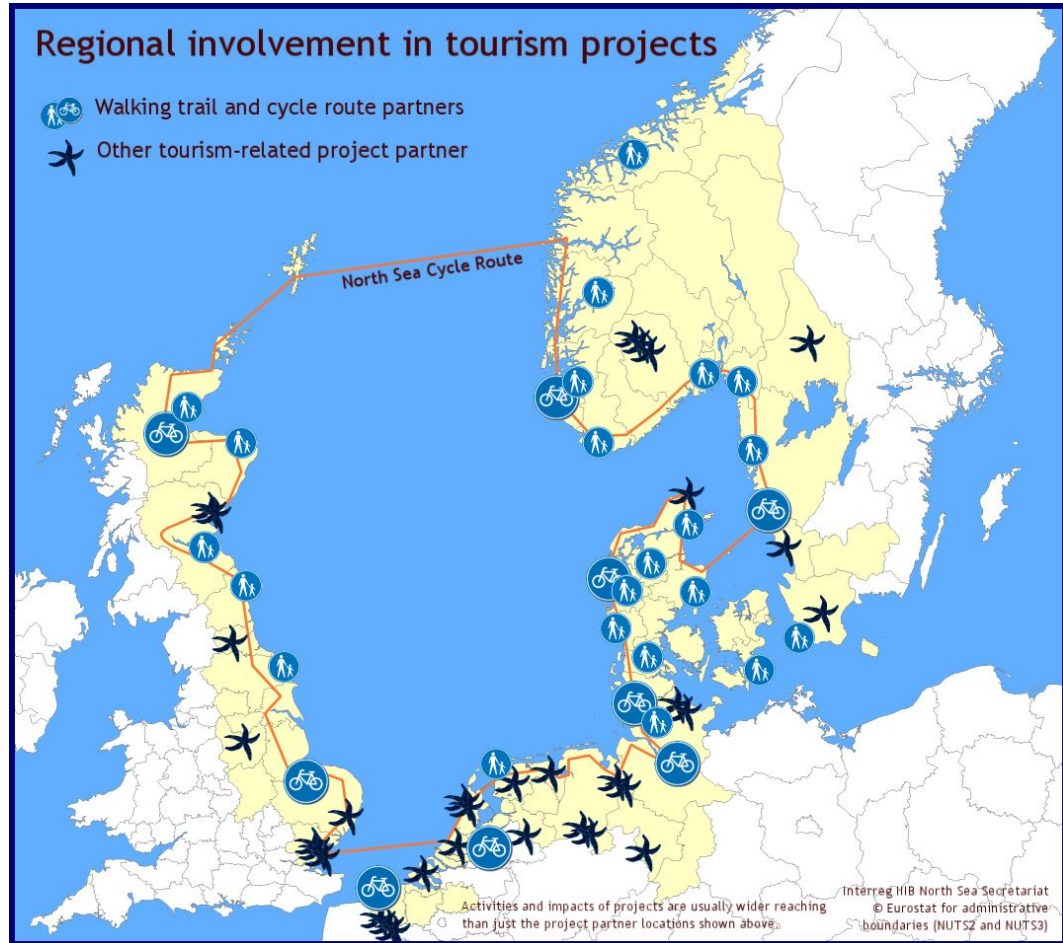 Regional involvement in tourism projects
Walking trail and cycle route partners
Other tourism-related project partner
North Sea Cycle Route
Activities and impacts of projects are usually wider reaching
than just the project partner locations shown above.
Interreg IIIB North Sea Secretariat
© Eurostat for administrative
boundaries (NUTS2 and NUTS3)